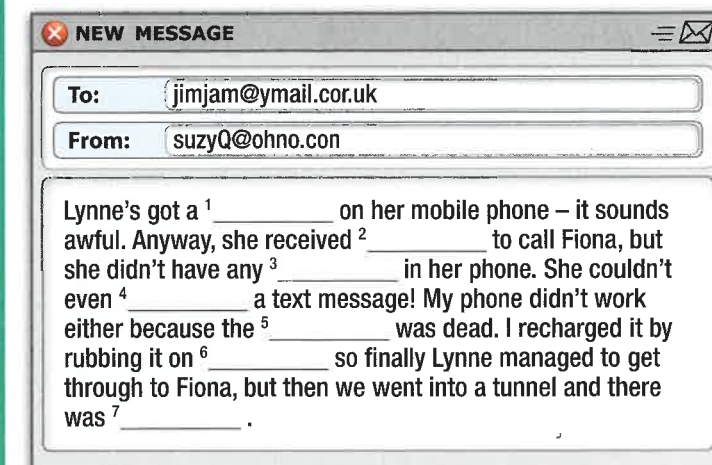 NEW MESSAGE
To: jimjam@ymail.cor.uk
From: suzyQ@ohno.con
Lynne's got a 1__________ on her mobile phone – it sounds
awful. Anyway, she received 2__________ to call Fiona, but
she didn't have any 3__________ in her phone. She couldn't
even 4__________ a text message! My phone didn't work
either because the 5__________ was dead. I recharged it by
rubbing it on 6__________ so finally Lynne managed to get
through to Fiona, but then we went into a tunnel and there
was 7__________ .